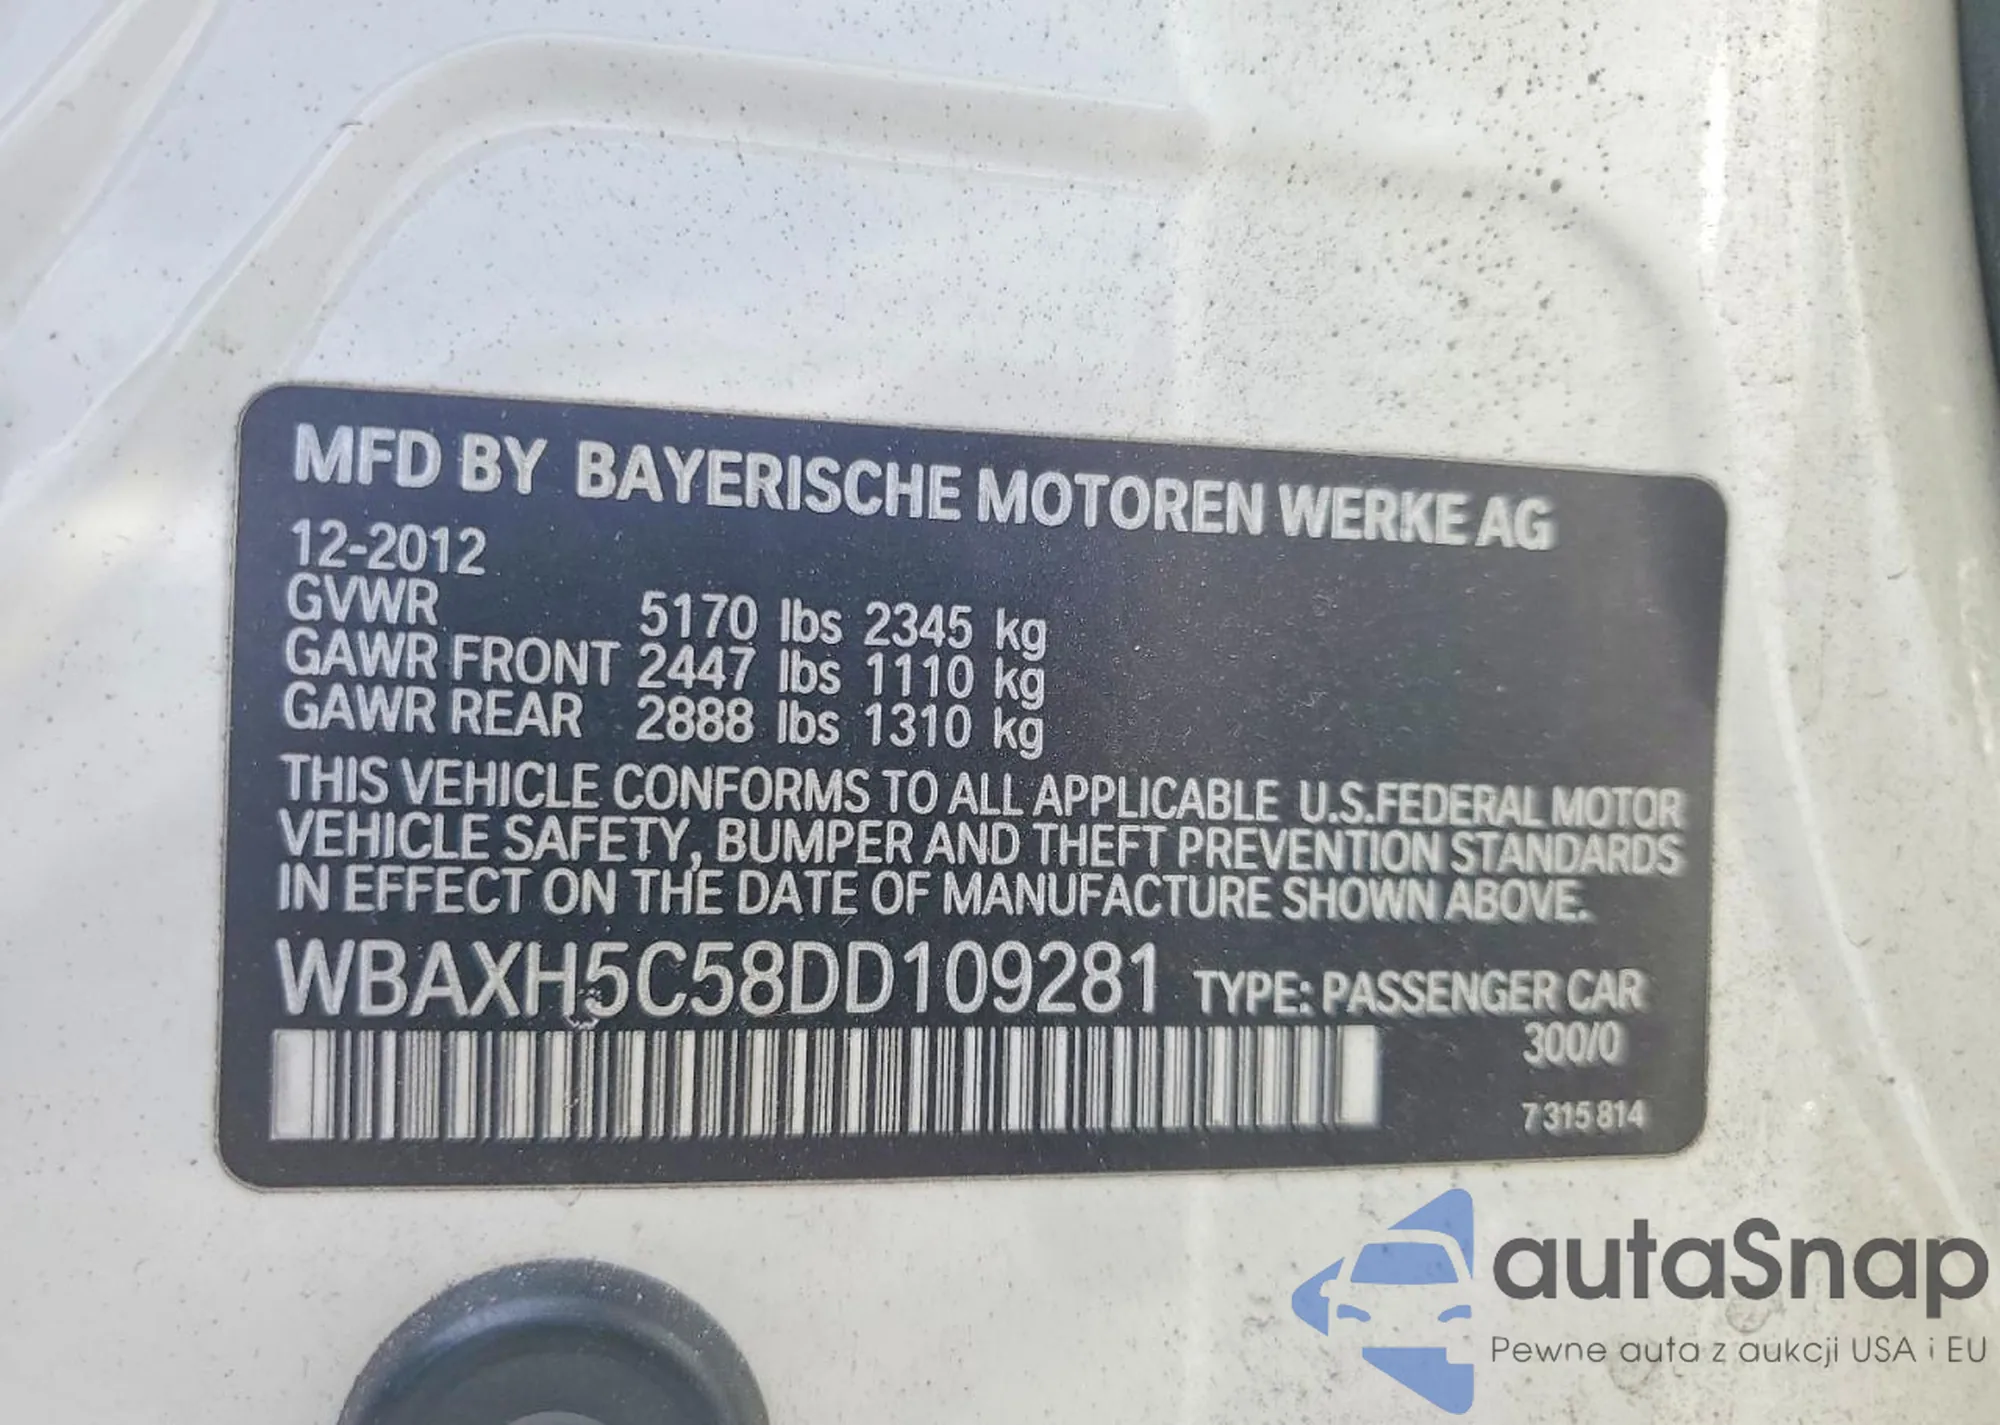 MFD BY BAYERISCHE MOTOREN WERKE AG
12-2012
GVWR 5170 lbs 2345 kg
GAWR FRONT 2447 lbs 1110 kg
GAWR REAR 2888 lbs 1310 kg
THIS VEHICLE CONFORMS TO ALL APPLICABLE U.S.FEDERAL MOTOR
VEHICLE SAFETY, BUMPER AND THEFT PREVENTION STANDARDS
IN EFFECT ON THE DATE OF MANUFACTURE SHOWN ABOVE.
WBAXH5C58DD109281 TYPE: PASSENGER CAR
300/0
7 315 814
autaSnap
Pewne auta z aukcji USA i EU